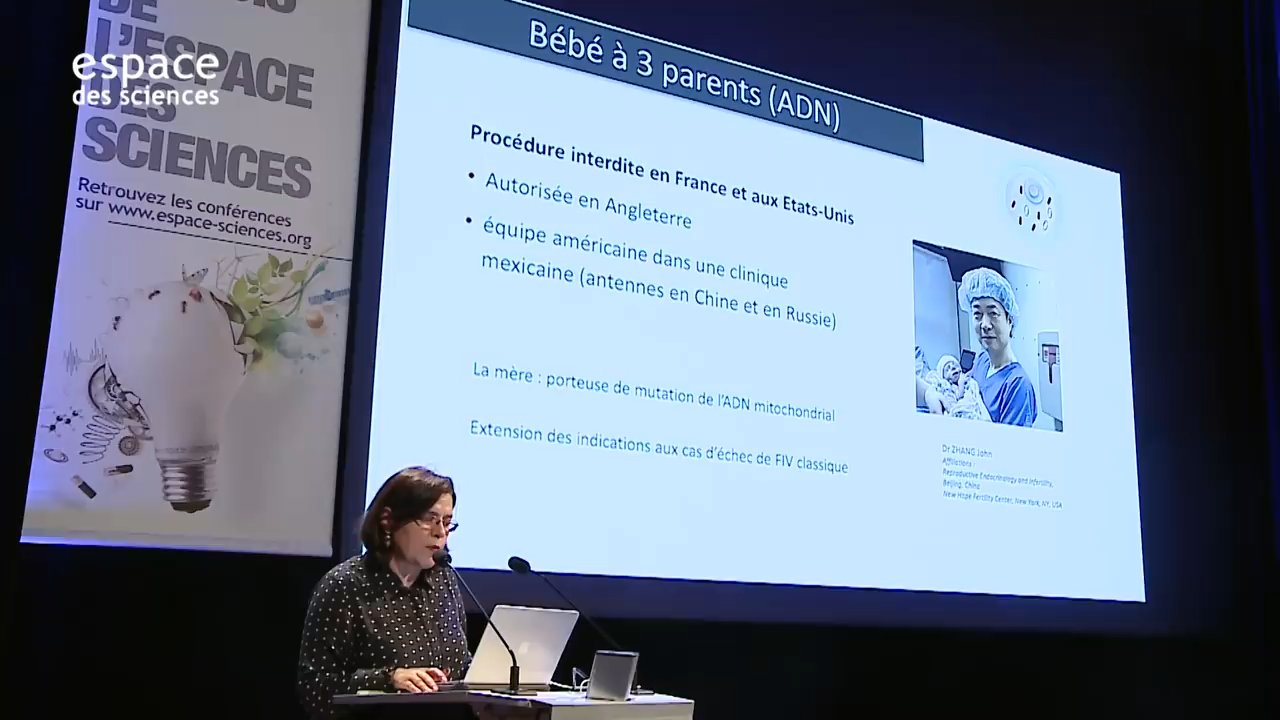 DE
L'ESPACE
DES
SCIENCES
Retrouvez les conférences
sur www.espace-sciences.org
espace
des sciences
Bébé à 3 parents (ADN)
Procédure interdite en France et aux Etats-Unis
• Autorisée en Angleterre
• équipe américaine dans une clinique
mexicaine (antennes en Chine et en Russie)
La mère : porteuse de mutation de l'ADN mitochondrial
Extension des indications aux cas d'échec de FIV classique
Dr ZHANG John
Affiliations :
Reproductive Endocrinology and Infertility,
Beijing, China
New Hope Fertility Center, New York, NY, USA